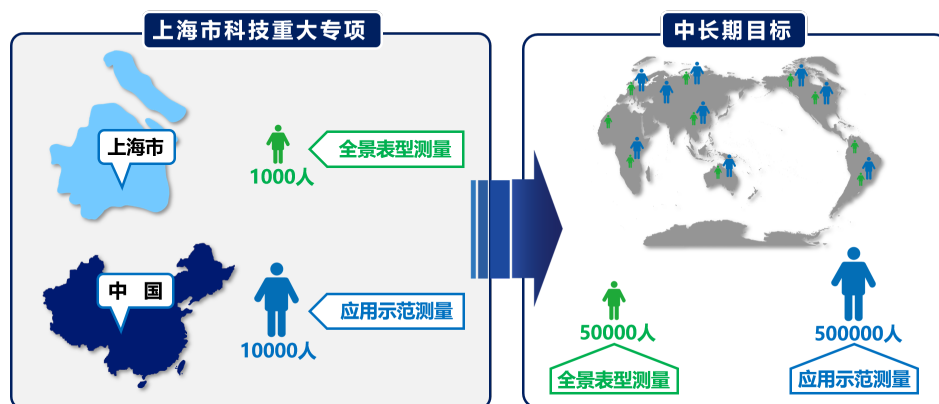 上海市科技重大专项
上海市
1000人
全景表型测量
中 国
10000人
应用示范测量
中长期目标
50000人
全景表型测量
500000人
应用示范测量